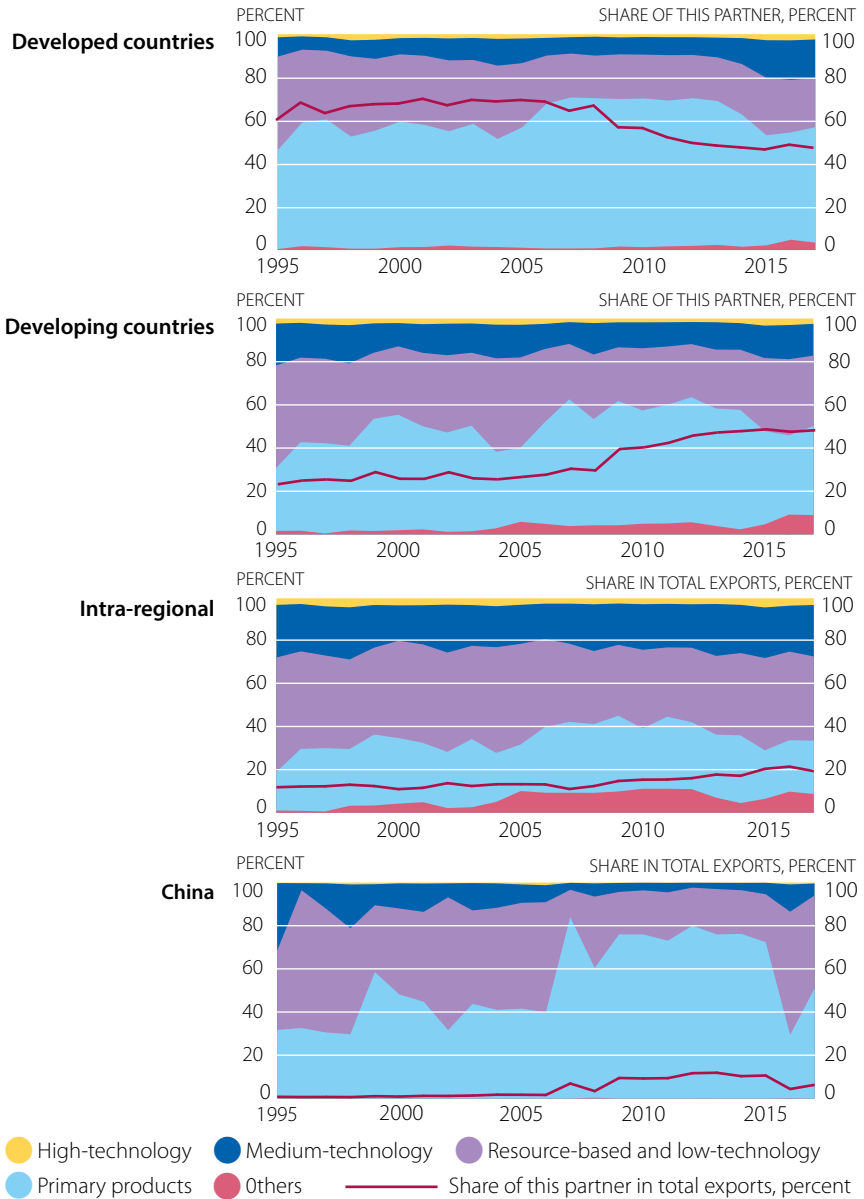 PERCENT SHARE OF THIS PARTNER, PERCENT
Developed countries
100 100
80 80
60 60
40 40
20 20
0 0
1995 2000 2005 2010 2015
PERCENT SHARE OF THIS PARTNER, PERCENT
Developing countries
100 100
80 80
60 60
40 40
20 20
0 0
1995 2000 2005 2010 2015
PERCENT SHARE IN TOTAL EXPORTS, PERCENT
Intra-regional
100 100
80 80
60 60
40 40
20 20
0 0
1995 2000 2005 2010 2015
PERCENT SHARE IN TOTAL EXPORTS, PERCENT
China
100 100
80 80
60 60
40 40
20 20
0 0
1995 2000 2005 2010 2015
High-technology Medium-technology Resource-based and low-technology
Primary products 0thers Share of this partner in total exports, percent